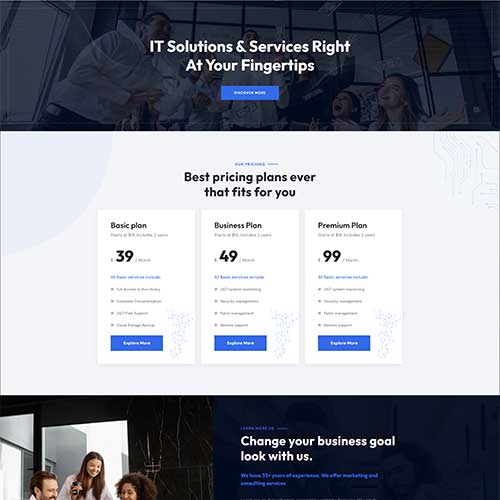 IT Solutions & Services Right
At Your Fingertips
DISCOVER MORE
OUR PRICHING
Best pricing plans ever
that fits for you
Basic plan
Starts at $14 Includes 2 users
$ 39 / Month
All Basic services include:
Full Access to the Library
Complete Documentation
24/7 Free Support
Cloud Storage Backup
Explore More
Business Plan
Starts at $14 Includes 2 users
$ 49 / Month
All Basic services include:
24/7 system monitoring
Security management
Patch management
Remote support
Explore More
Premium Plan
Starts at $14 Includes 2 users
$ 99 / Month
All Basic services include:
24/7 system monitoring
Security management
Patch management
Remote support
Explore More
LEARN MORE US
Change your business goal
look with us.
We have 35+ years of experience. We offer marketing and
consulting services